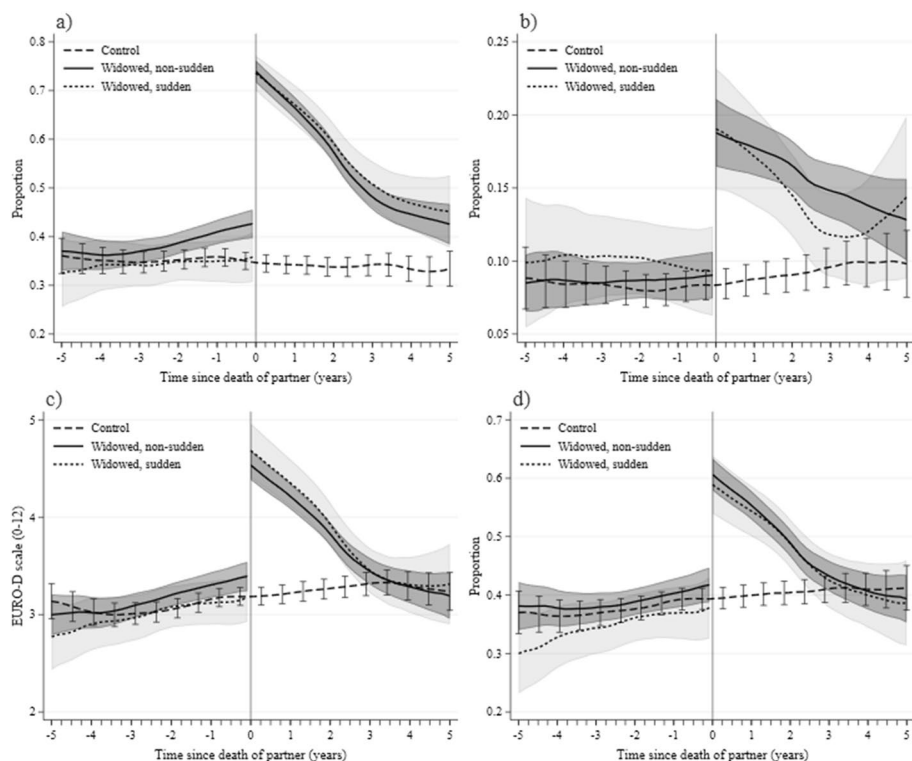 a)
Control
Widowed, non-sudden
Widowed, sudden
Proportion
0.8
0.7
0.6
0.5
0.4
0.3
0.2
-5 -4 -3 -2 -1 0 1 2 3 4 5
Time since death of partner (years)
b)
Control
Widowed, non-sudden
Widowed, sudden
Proportion
0.25
0.20
0.15
0.10
0.05
-5 -4 -3 -2 -1 0 1 2 3 4 5
Time since death of partner (years)
c)
Control
Widowed, non-sudden
Widowed, sudden
EURO-D scale (0-12)
5
4
3
2
-5 -4 -3 -2 -1 0 1 2 3 4 5
Time since death of partner (years)
d)
Control
Widowed, non-sudden
Widowed, sudden
Proportion
0.7
0.6
0.5
0.4
0.3
0.2
-5 -4 -3 -2 -1 0 1 2 3 4 5
Time since death of partner (years)